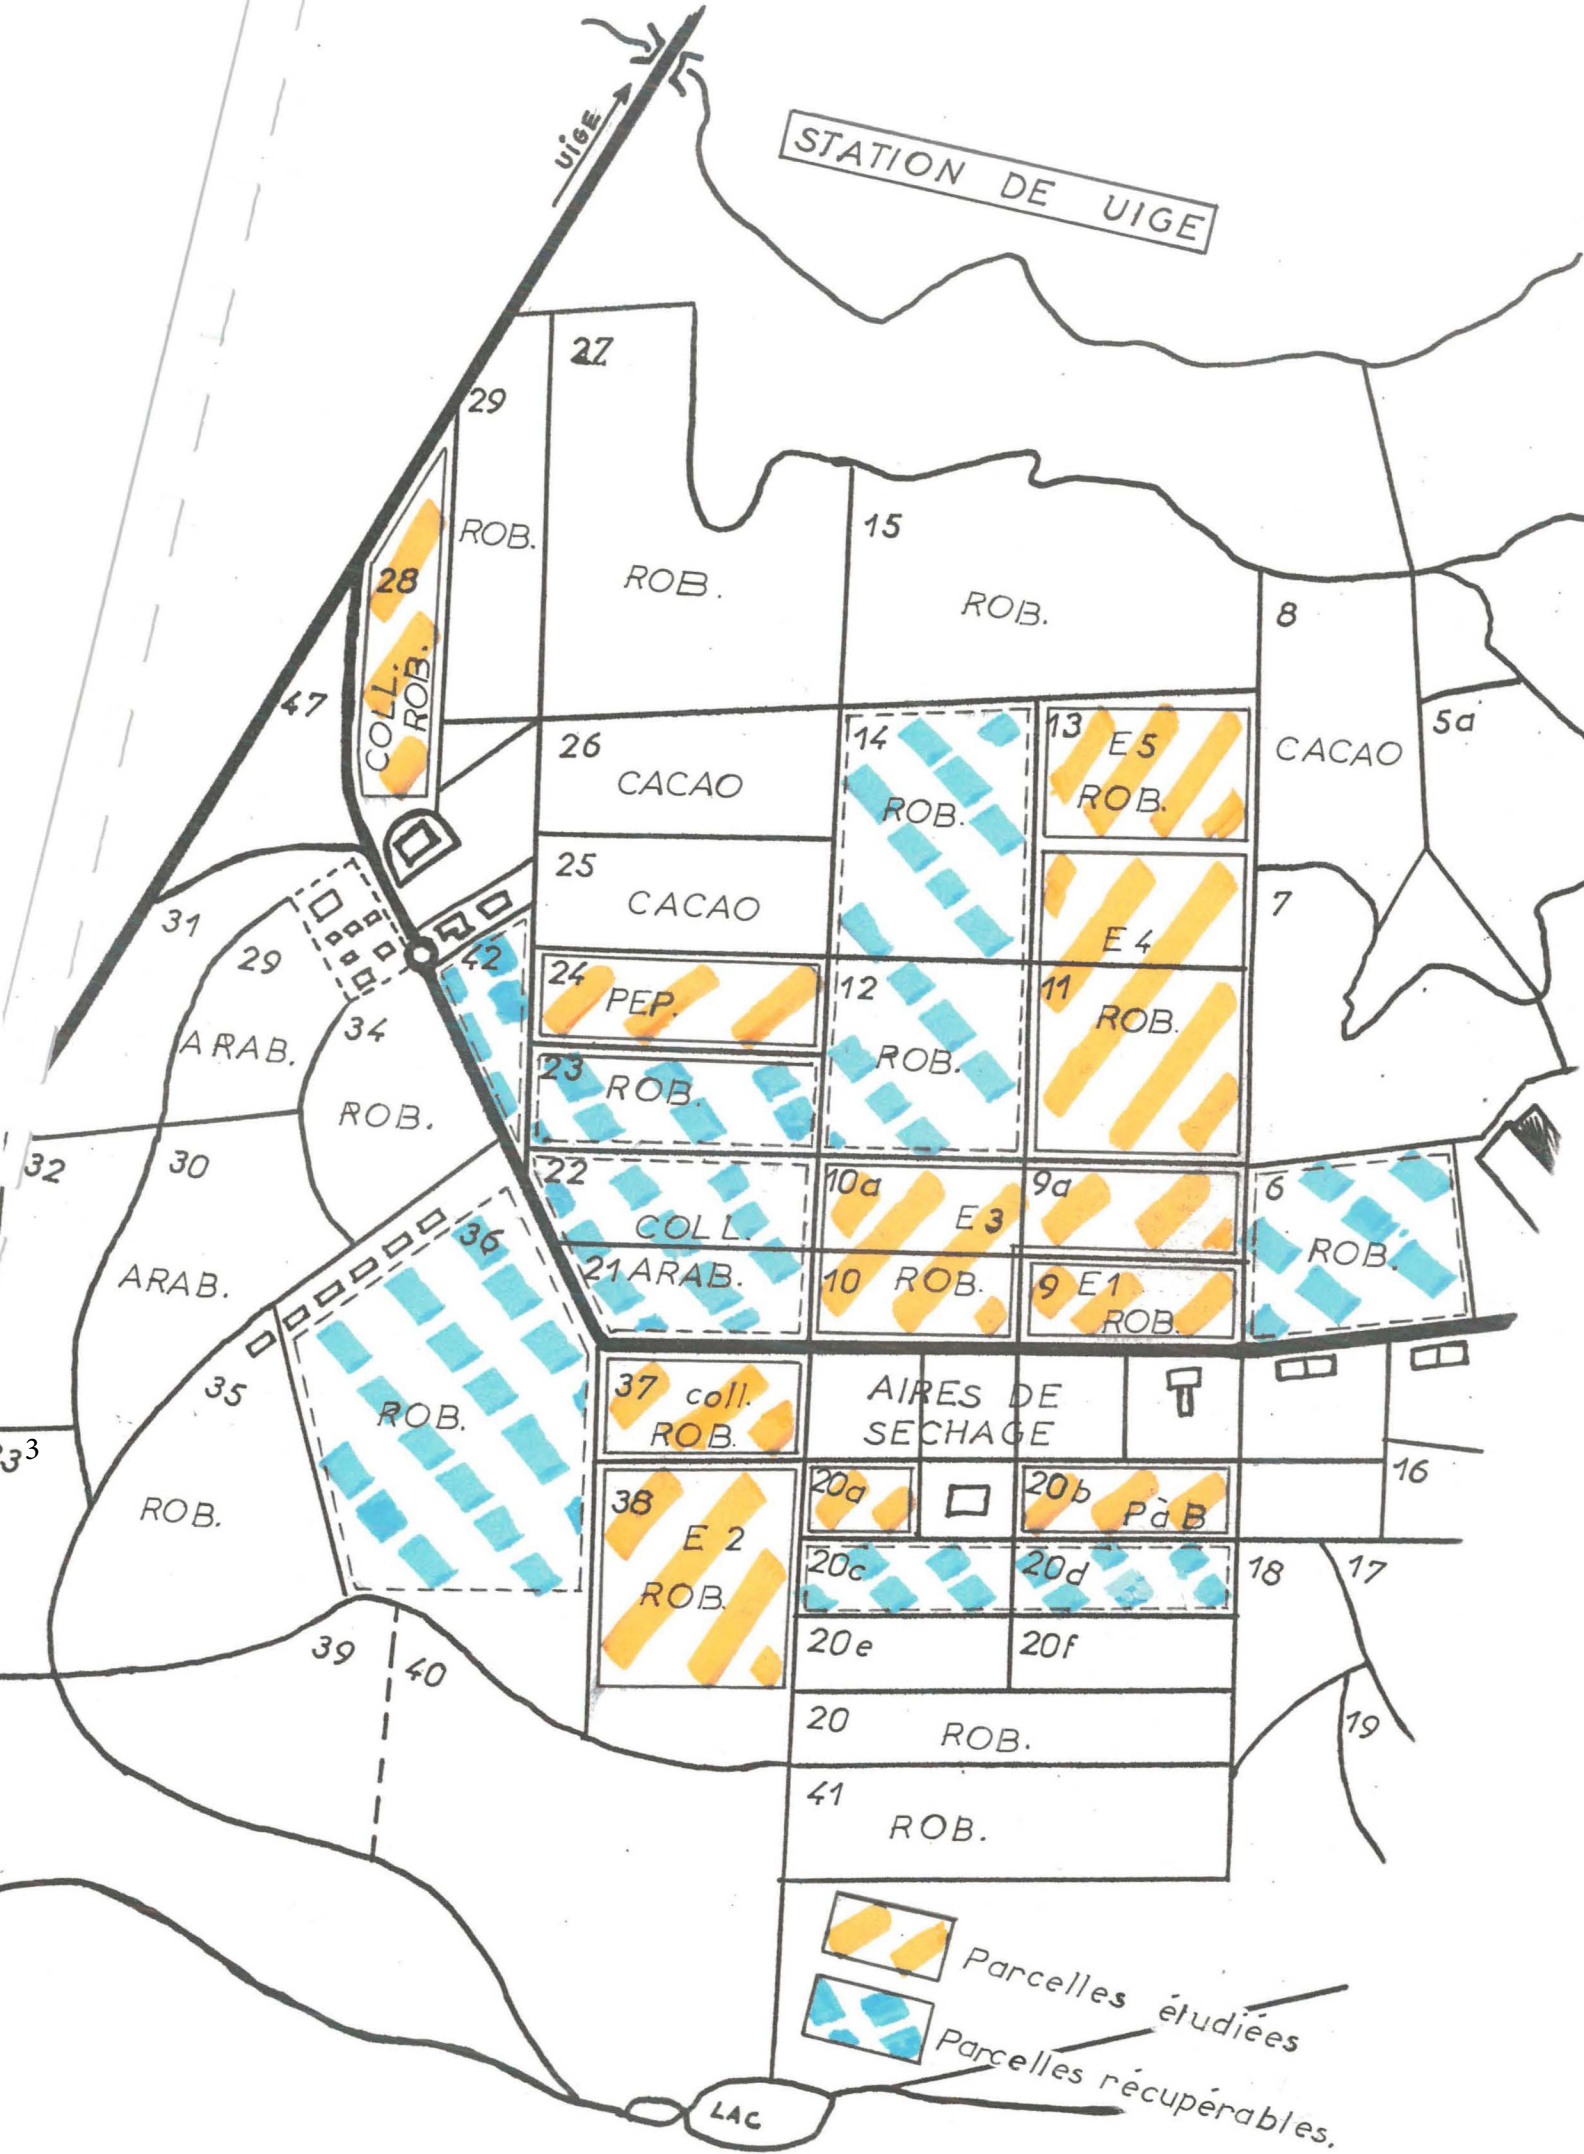 UiGE
STATION DE UIGE
27
29
ROB.
28
COLL.
ROB.
ROB.
15
ROB.
8
CACAO
5a
47
26
CACAO
14
ROB.
13
E5
ROB.
25
CACAO
7
31
29
ARAB.
42
24
PEP.
12
ROB.
E4
11
ROB.
34
ROB.
23
ROB.
32
30
ARAB.
22
COLL.
21
ARAB.
10a
E3
9a
6
ROB.
10
ROB.
9
E1
ROB.
36
ROB.
35
ROB.
37
coll.
ROB.
AIRES DE
SECHAGE
16
33
3
38
E2
ROB.
20a
20b
PàB
20c
20d
18
17
20e
20f
39
40
20
ROB.
19
41
ROB.
Parcelles étudiées
Parcelles récupérables.
LAC